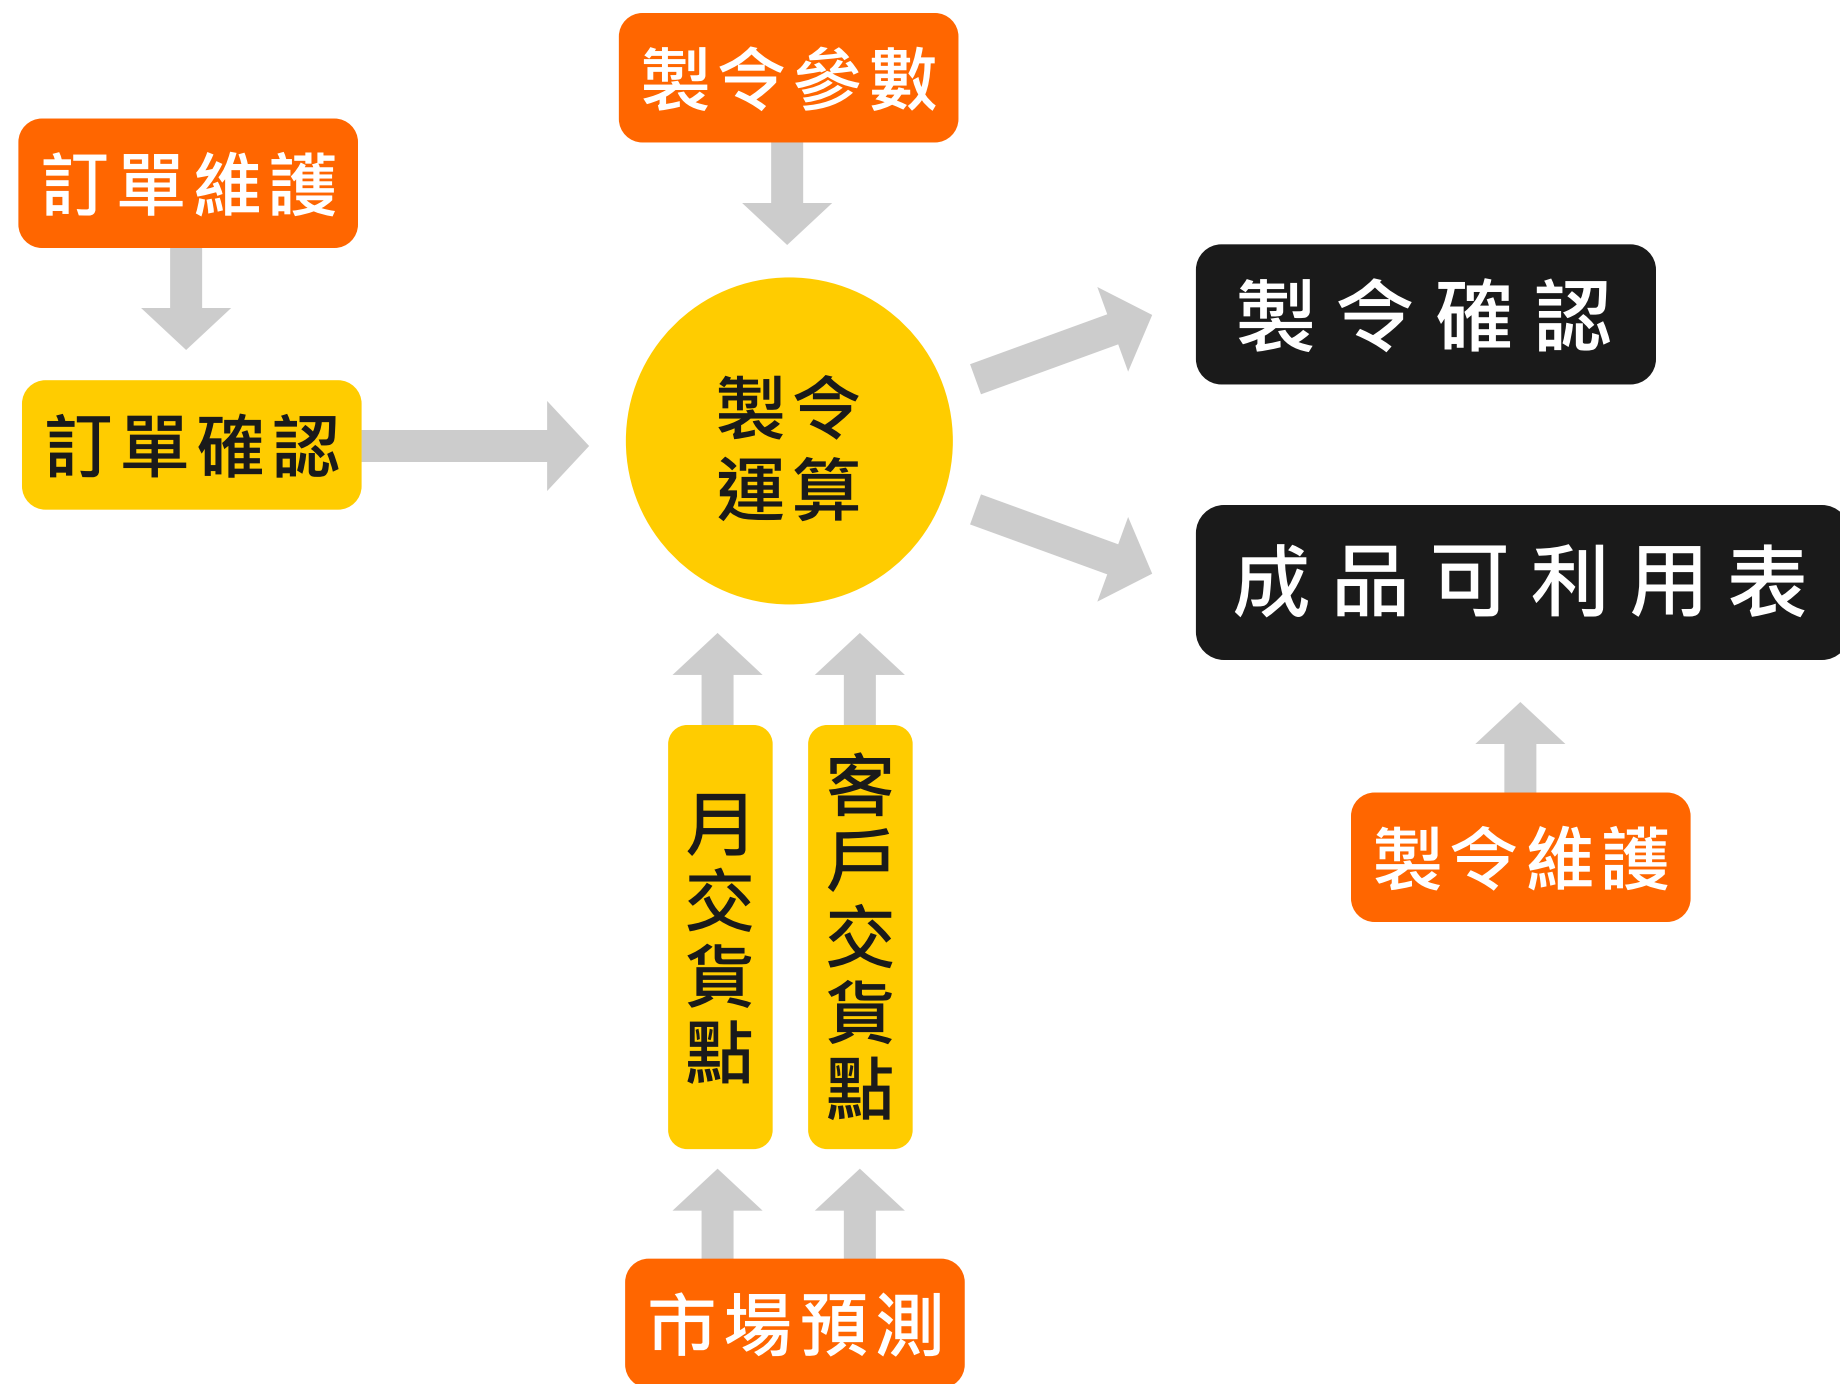 製令參數
訂單維護
製令確認
訂單確認
製令
運算
成品可利用表
月交貨點
客戶交貨點
製令維護
市場預測